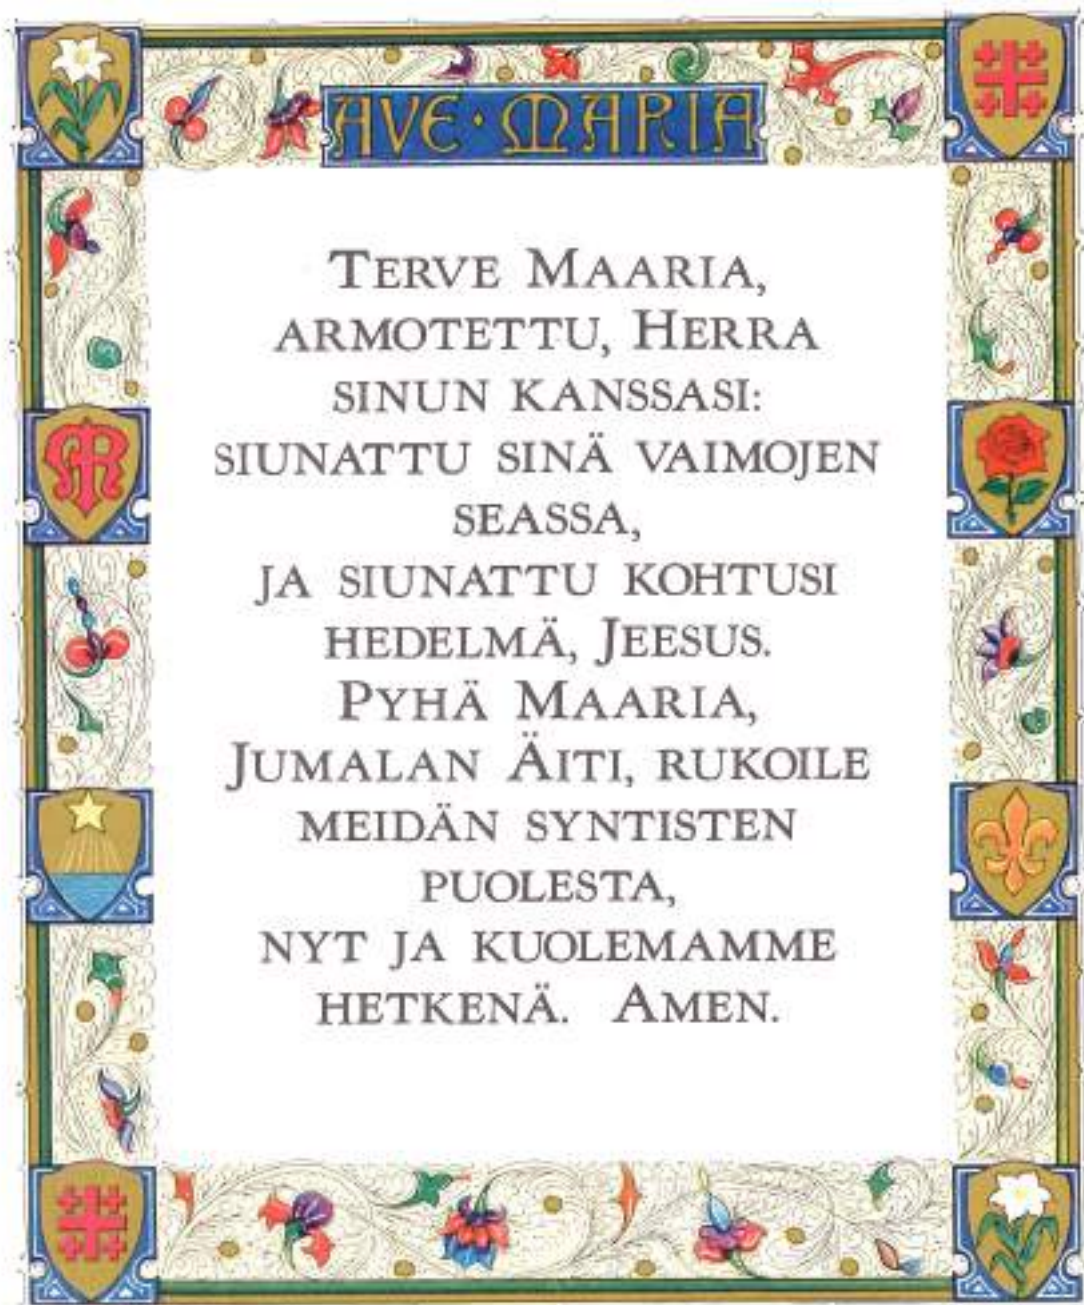 AVE · MARIA
TERVE MAARIA,
ARMOTETTU, HERRA
SINUN KANSSASI:
SIUNATTU SINÄ VAIMOJEN
SEASSA,
JA SIUNATTU KOHTUSI
HEDELMÄ, JEESUS.
PYHÄ MAARIA,
JUMALAN ÄITI, RUKOILE
MEIDÄN SYNTISTEN
PUOLESTA,
NYT JA KUOLEMAMME
HETKENÄ. AMEN.